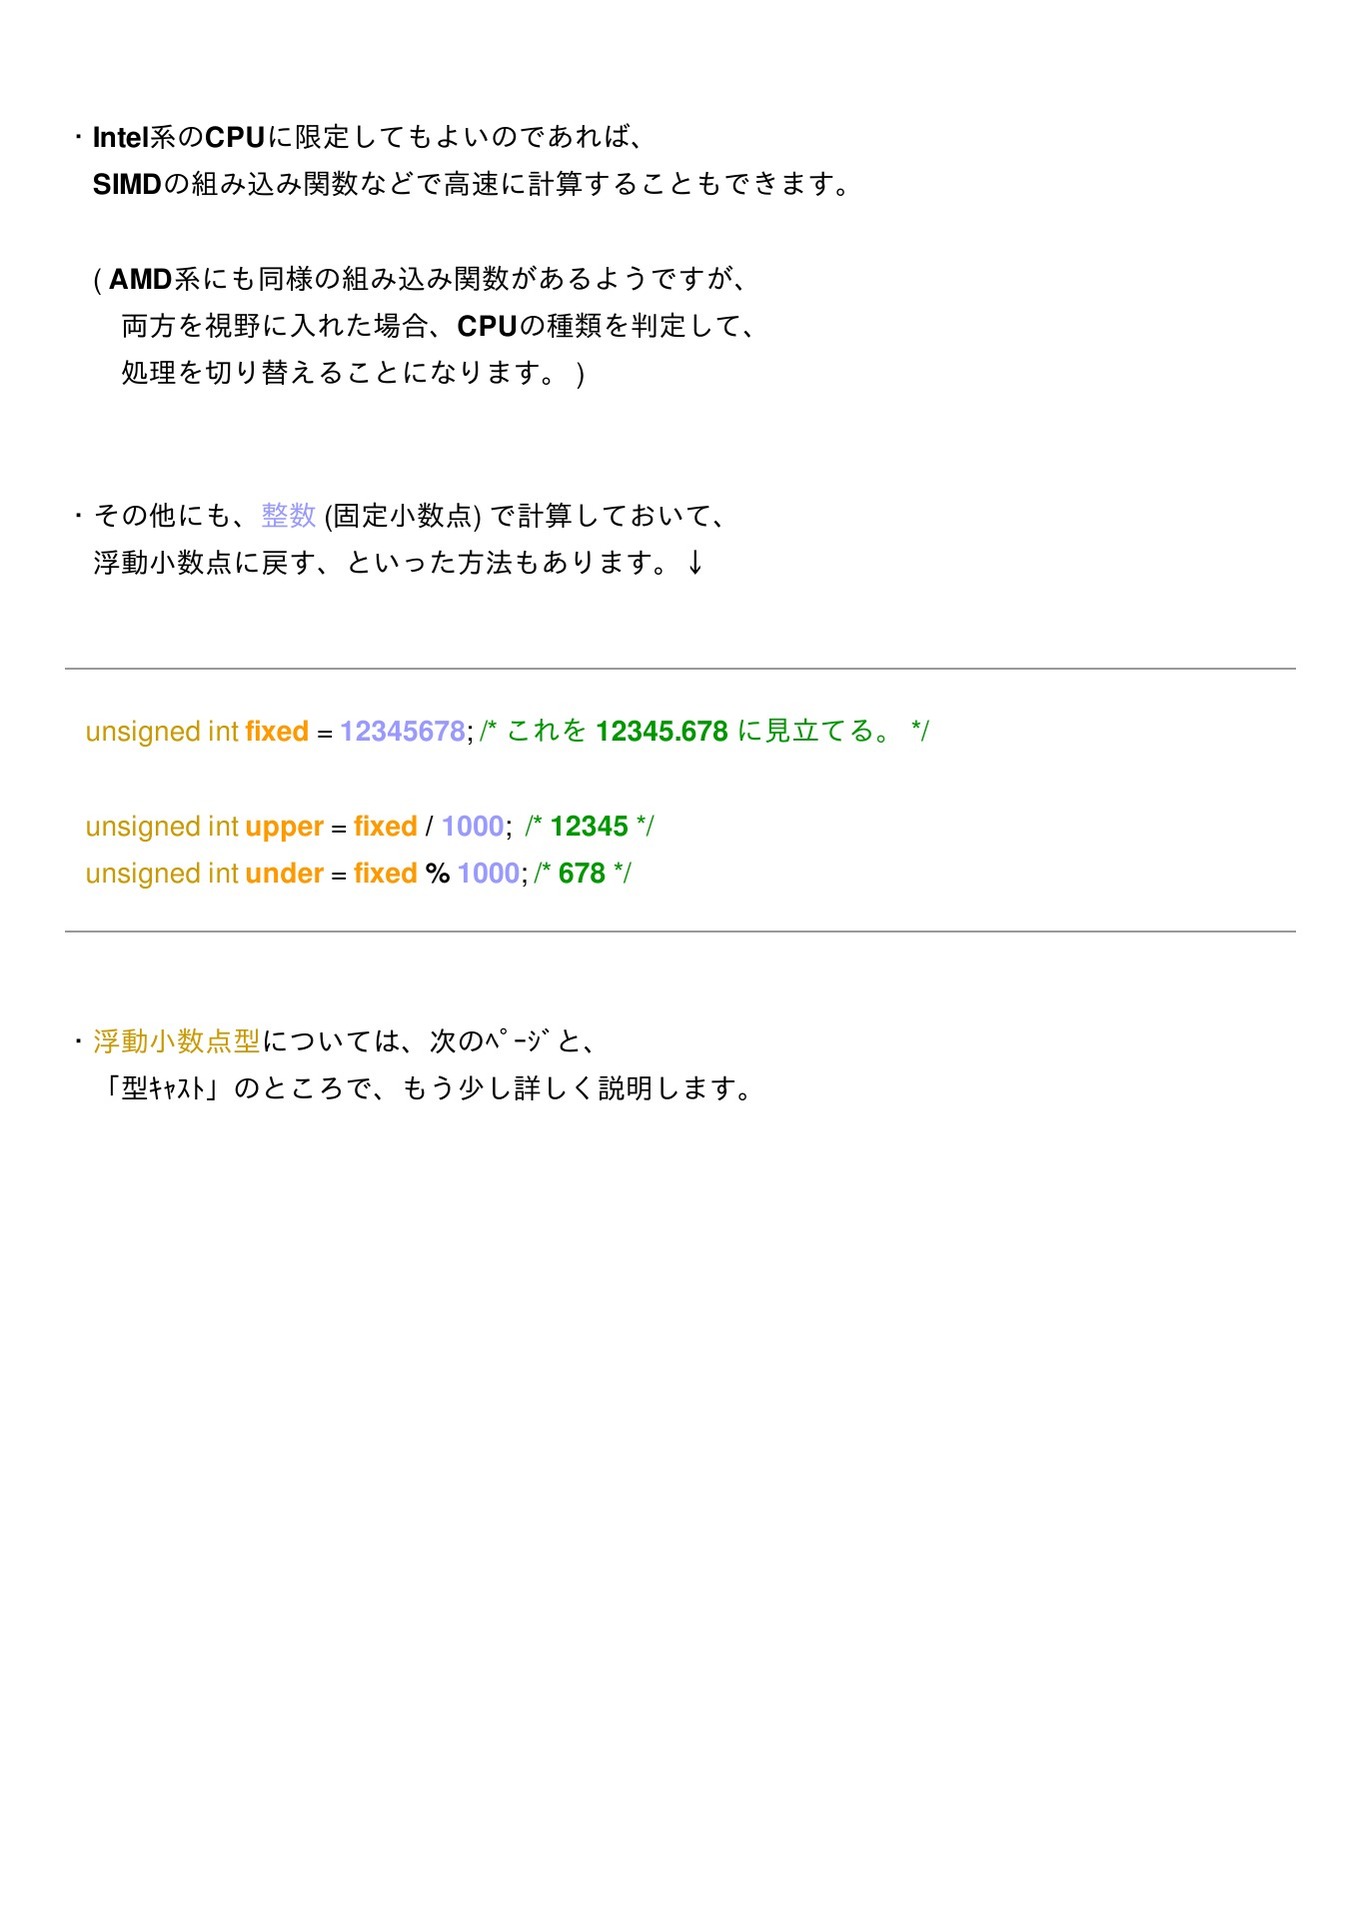 ・Intel系のCPUに限定してもよいのであれば、
SIMDの組み込み関数などで高速に計算することもできます。
( AMD系にも同様の組み込み関数があるようですが、
両方を視野に入れた場合、CPUの種類を判定して、
処理を切り替えることになります。 )
・その他にも、整数 (固定小数点) で計算しておいて、
浮動小数点に戻す、といった方法もあります。↓
unsigned int fixed = 12345678; /* これを 12345.678 に見立てる。 */
unsigned int upper = fixed / 1000; /* 12345 */
unsigned int under = fixed % 1000; /* 678 */
・浮動小数点型については、次のﾍﾟｰｼﾞと、
「型ｷｬｽﾄ」のところで、もう少し詳しく説明します。